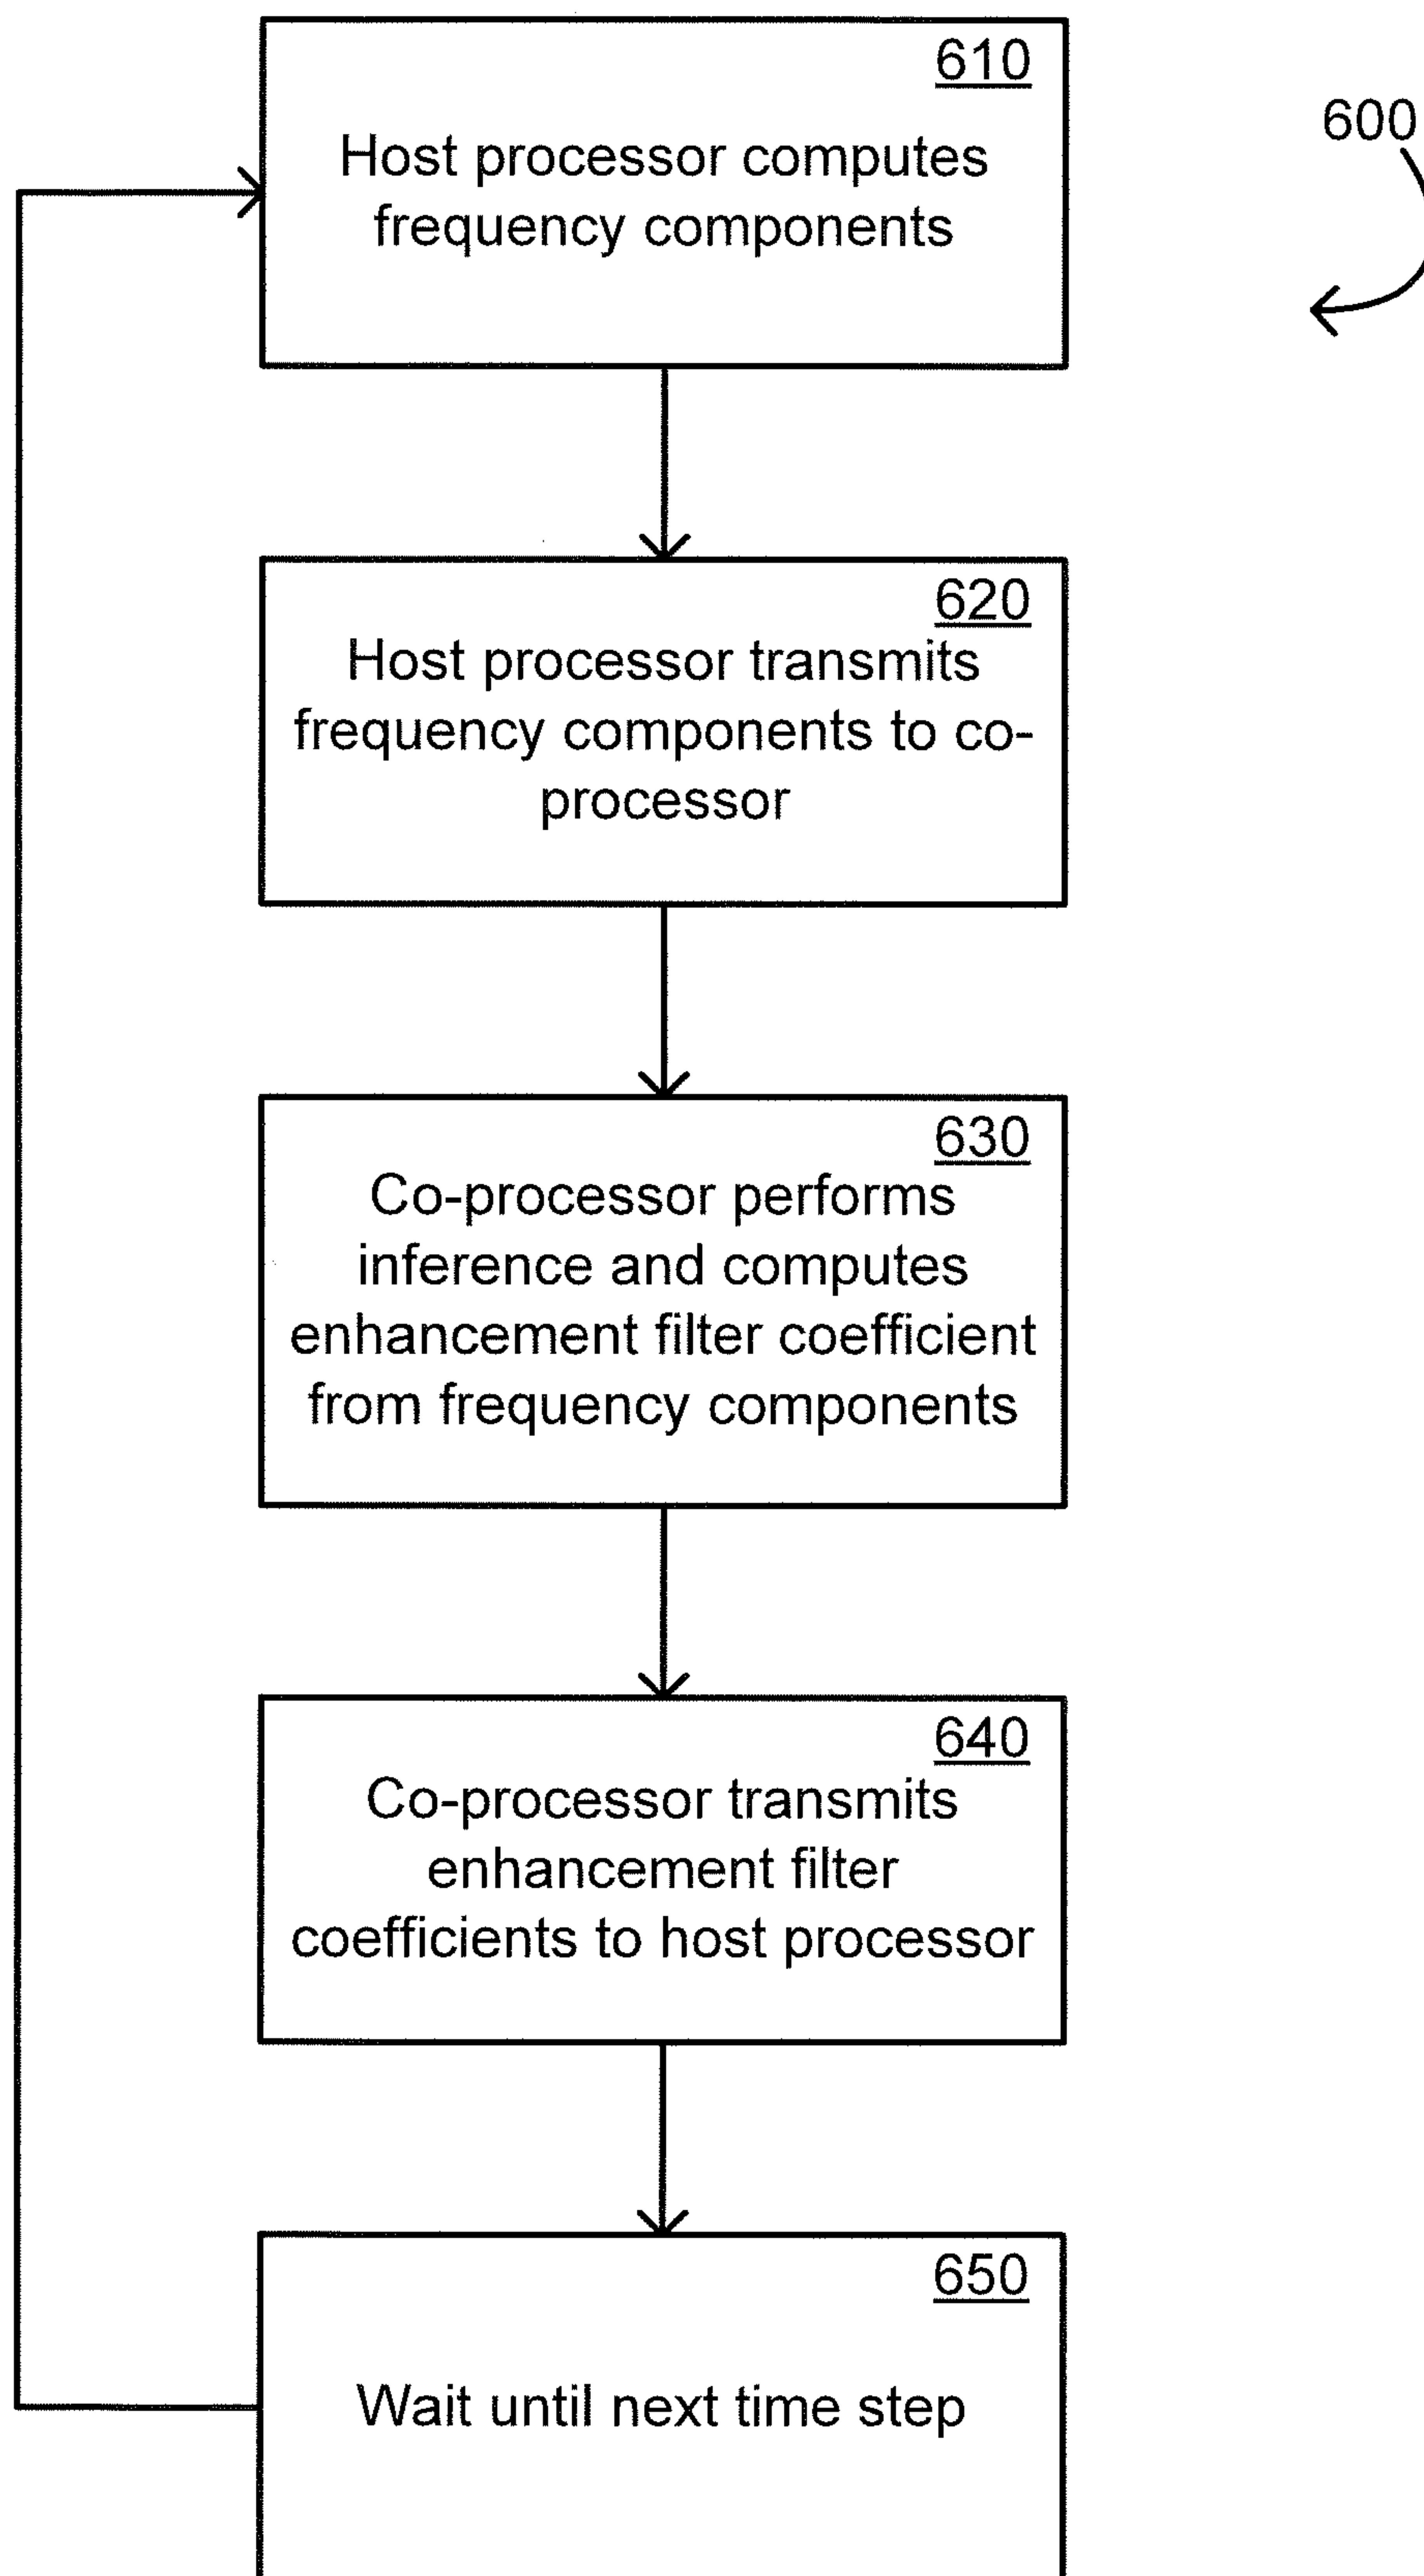 610
Host processor computes
frequency components
600
620
Host processor transmits
frequency components to co-
processor
630
Co-processor performs
inference and computes
enhancement filter coefficient
from frequency components
640
Co-processor transmits
enhancement filter
coefficients to host processor
650
Wait until next time step